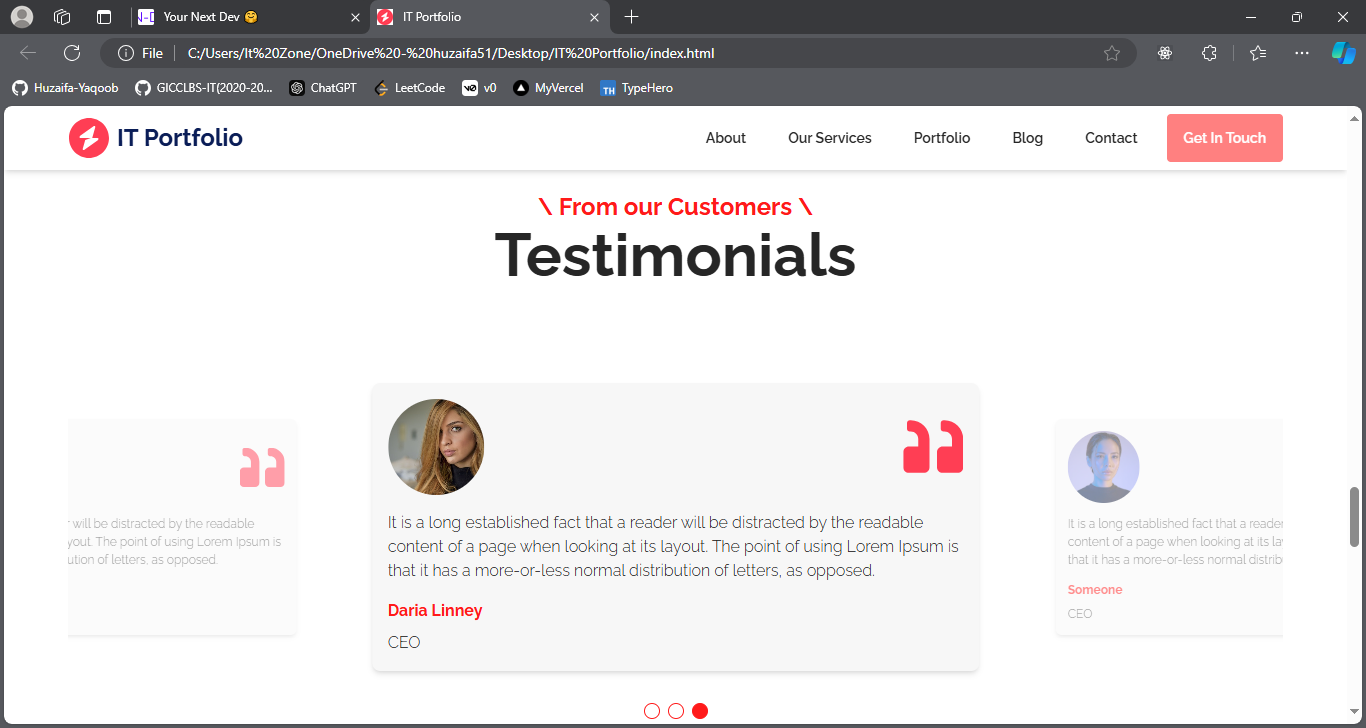 Your Next Dev 🤗
IT Portfolio
File
C:/Users/It%20Zone/OneDrive%20-%20huzaifa51/Desktop/IT%20Portfolio/index.html
Huzaifa-Yaqoob
GICCLBS-IT(2020-20...
ChatGPT
LeetCode
v0
MyVercel
TH
TypeHero
IT Portfolio
About
Our Services
Portfolio
Blog
Contact
Get In Touch
\ From our Customers \
Testimonials
will be distracted by the readable
yout. The point of using Lorem Ipsum is
ution of letters, as opposed.
It is a long established fact that a reader will be distracted by the readable
content of a page when looking at its layout. The point of using Lorem Ipsum is
that it has a more-or-less normal distribution of letters, as opposed.
Daria Linney
CEO
It is a long established fact that a reader
content of a page when looking at its la
that it has a more-or-less normal distrib
Someone
CEO